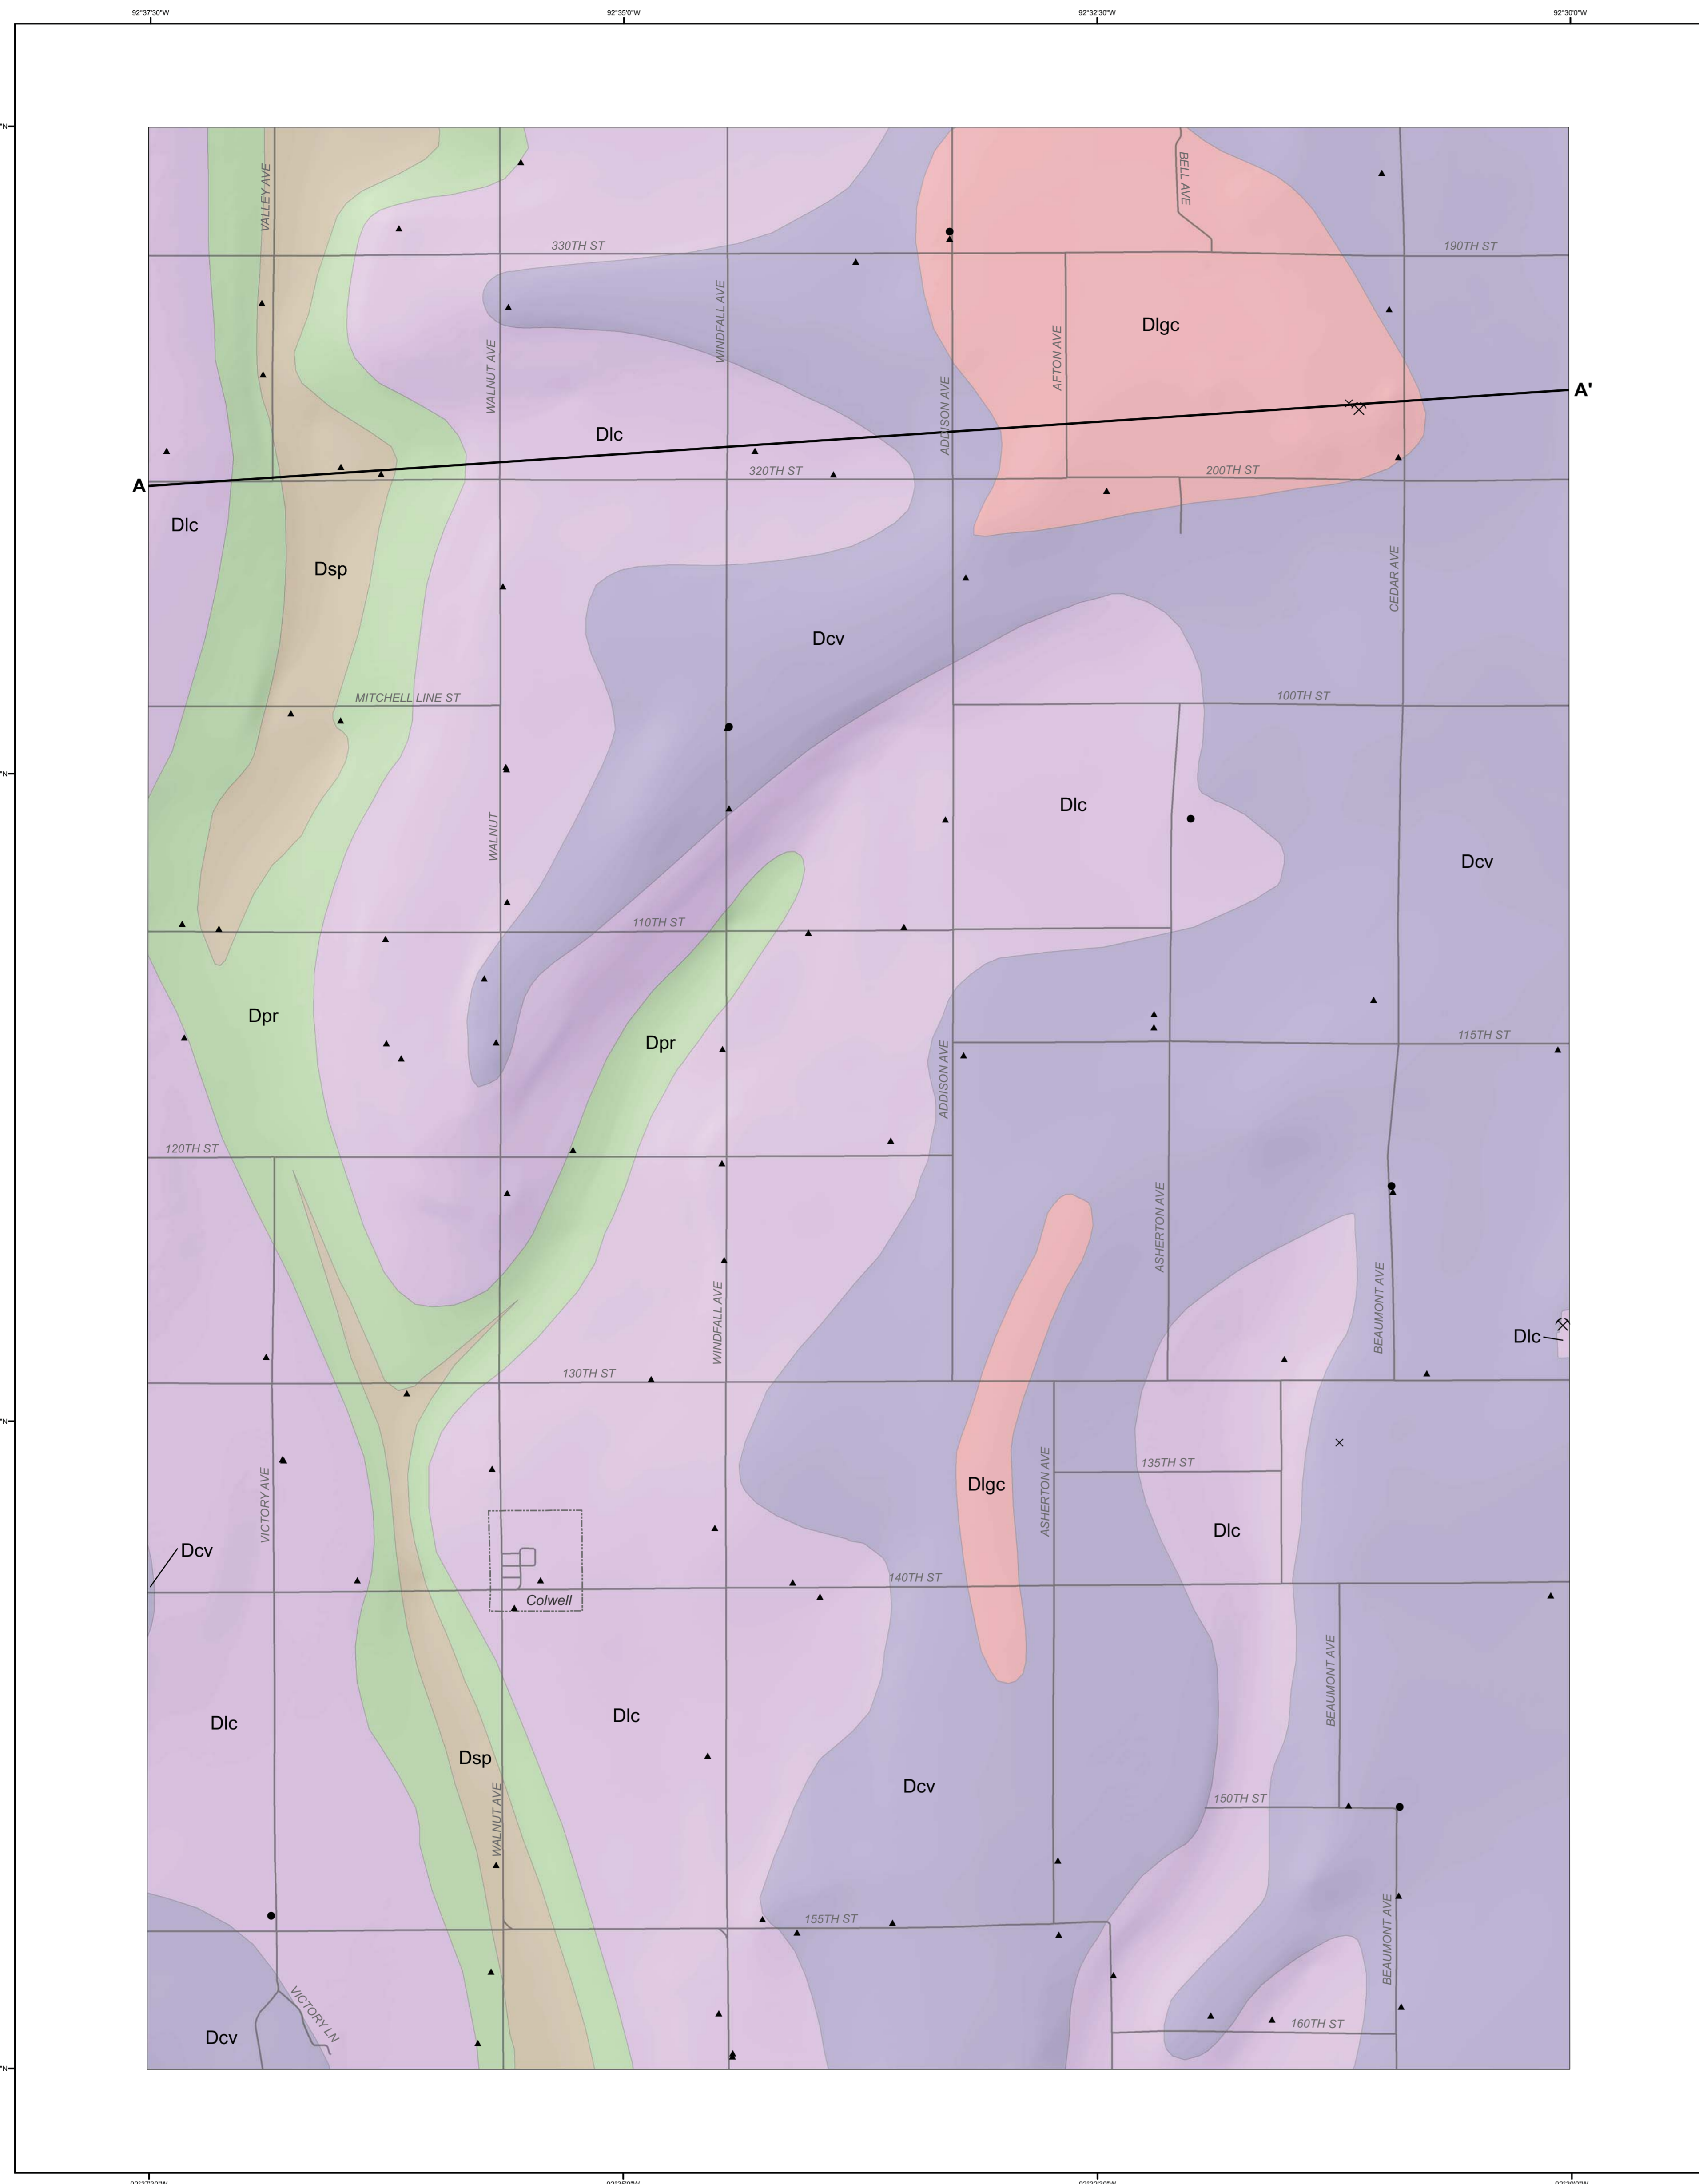 92°37'30"W
92°35'0"W
92°32'30"W
92°30'0"W
VALLEY AVE
BELL AVE
330TH ST
190TH ST
WINDFALL AVE
Dlgc
WALNUT AVE
AFTON AVE
ADDISON AVE
A'
Dlc
320TH ST
200TH ST
A
Dlc
Dsp
CEDAR AVE
Dcv
MITCHELL LINE ST
100TH ST
Dlc
WALNUT
Dcv
110TH ST
Dpr
Dpr
115TH ST
ADDISON AVE
120TH ST
ASHERTON AVE
BEAUMONT AVE
WINDFALL AVE
Dlc
130TH ST
135TH ST
VICTORY AVE
ASHERTON AVE
Dlgc
Dlc
Dcv
140TH ST
Colwell
BEAUMONT AVE
Dlc
Dlc
Dsp
Dcv
150TH ST
WALNUT AVE
155TH ST
BEAUMONT AVE
VICTORY LN
160TH ST
Dcv